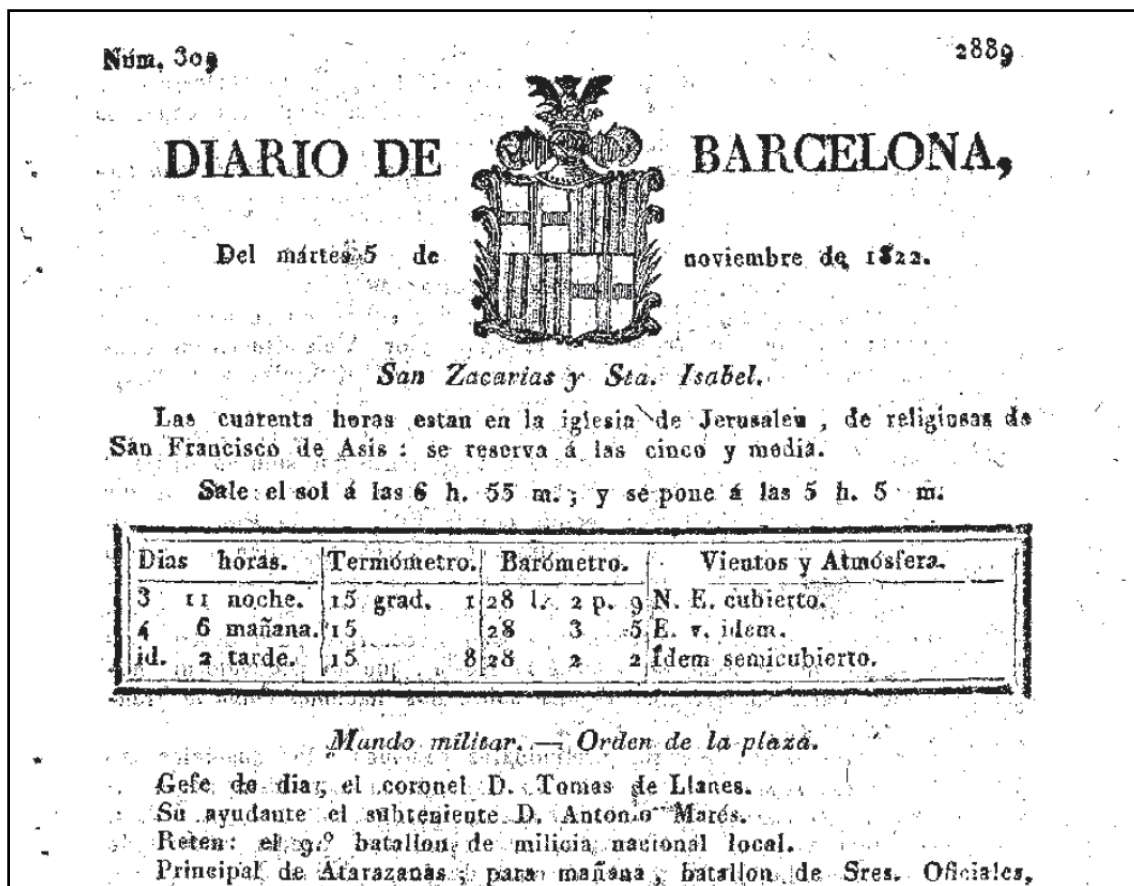 Núm. 309 2889
DIARIO DE BARCELONA,
Del mártes 5 de noviembre de 1822.
San Zacarias y Sta. Isabel.
Las cuarenta horas estan en la iglesia de Jerusalen , de religiosas de
San Francisco de Asis : se reserva á las cinco y media.
Sale el sol á las 6 h. 55 m. ; y se pone á las 5 h. 5 m.
Dias horas. Termómetro. Barómetro. Vientos y Atmósfera.
3 11 noche. 15 grad. 1 28 l. 2 p. 9 N. E. cubierto.
4 6 mañana. 15 28 3 5 E. v. idem.
id. 2 tarde. 15 8 28 2 2 Idem semicubierto.
Mundo militar. — Orden de la plaza.
Gefe de dia, el coronel D. Tomas de Llanes.
Su ayudante el subteniente D. Antonio Marés.
Reten : el 9.º batallon de milicia nacional local.
Principal de Atarazanas , para mañana , batallon de Sres. Oficiales,